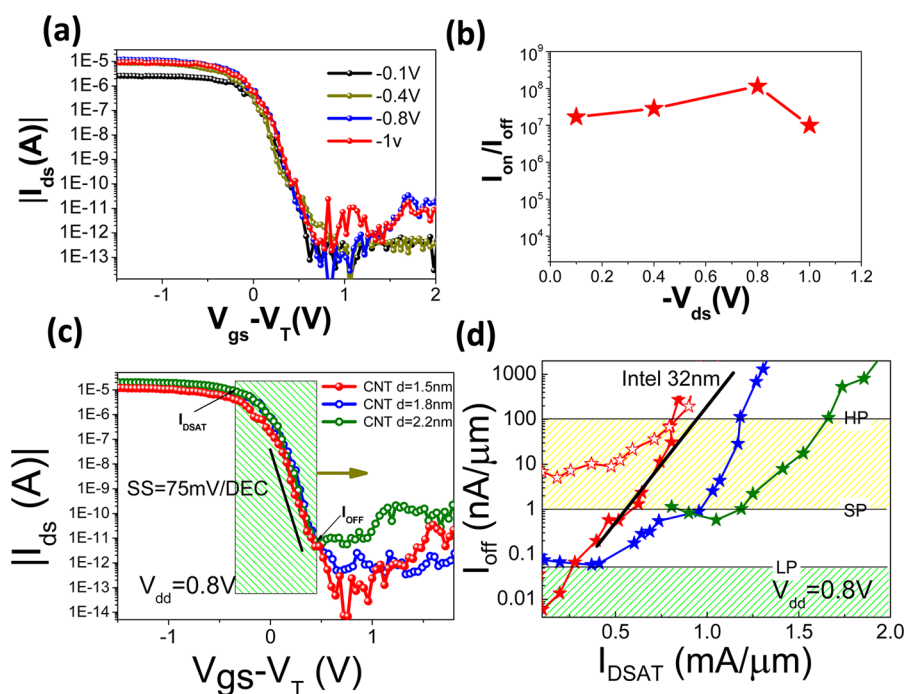 (a)
|Ids(A)|
1E-5
1E-6
1E-7
1E-8
1E-9
1E-10
1E-11
1E-12
1E-13
-0.1V
-0.4V
-0.8V
-1v
-1
0
1
2
Vgs-VT(V)
(b)
Ion/Ioff
10^9
10^8
10^7
10^6
10^5
10^4
0.0
0.2
0.4
0.6
0.8
1.0
1.2
-Vds(V)
(c)
|Ids (A)|
1E-5
1E-6
1E-7
1E-8
1E-9
1E-10
1E-11
1E-12
1E-13
1E-14
CNT d=1.5nm
CNT d=1.8nm
CNT d=2.2nm
IDSAT
SS=75mV/DEC
IOFF
Vdd=0.8V
-1
0
1
Vgs-VT (V)
(d)
Ioff (nA/μm)
1000
100
10
1
0.1
0.01
Intel 32nm
HP
SP
LP
Vdd=0.8V
0.5
1.0
1.5
2.0
IDSAT (mA/μm)